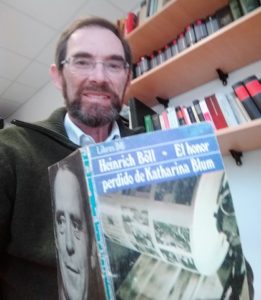 Heinrich Böll · El honor
perdido de Katharina Blum